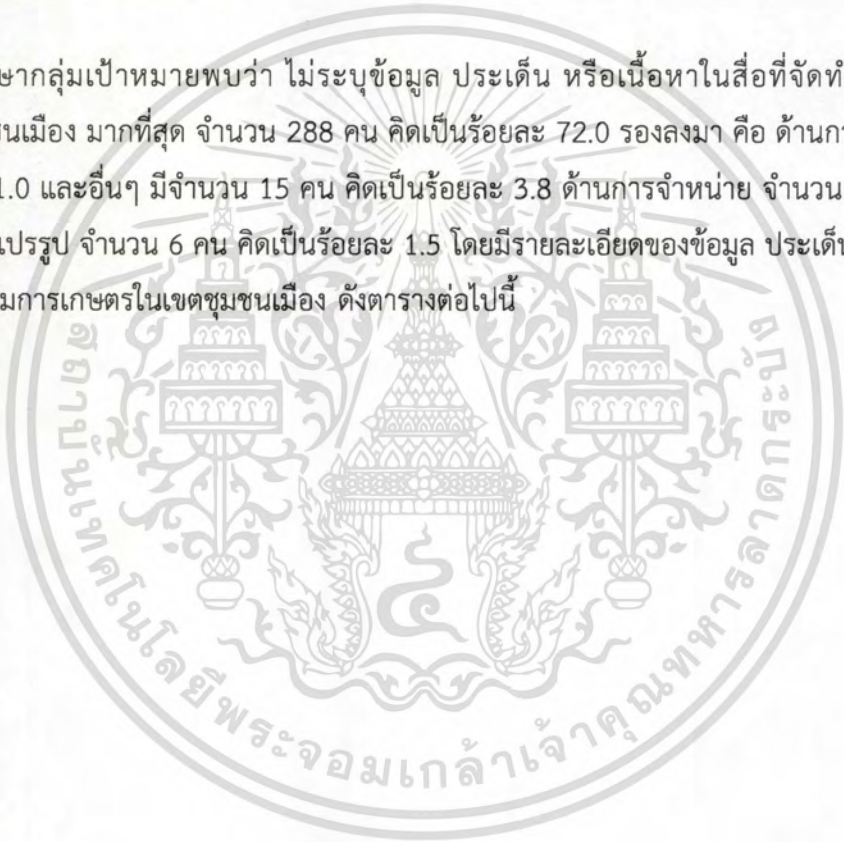 ษากลุ่มเป้าหมายพบว่า ไม่ระบุข้อมูล ประเด็น หรือเนื้อหาในสื่อที่จัดทำ
ชนเมือง มากที่สุด จำนวน 288 คน คิดเป็นร้อยละ 72.0 รองลงมา คือ ด้านกา
1.0 และอื่นๆ มีจำนวน 15 คน คิดเป็นร้อยละ 3.8 ด้านการจำหน่าย จำนวน
แปรรูป จำนวน 6 คน คิดเป็นร้อยละ 1.5 โดยมีรายละเอียดของข้อมูล ประเด็น
มการเกษตรในเขตชุมชนเมือง ดังตารางต่อไปนี้
สถาบันเทคโนโลยีพระจอมเกล้าเจ้าคุณทหารลาดกระบัง